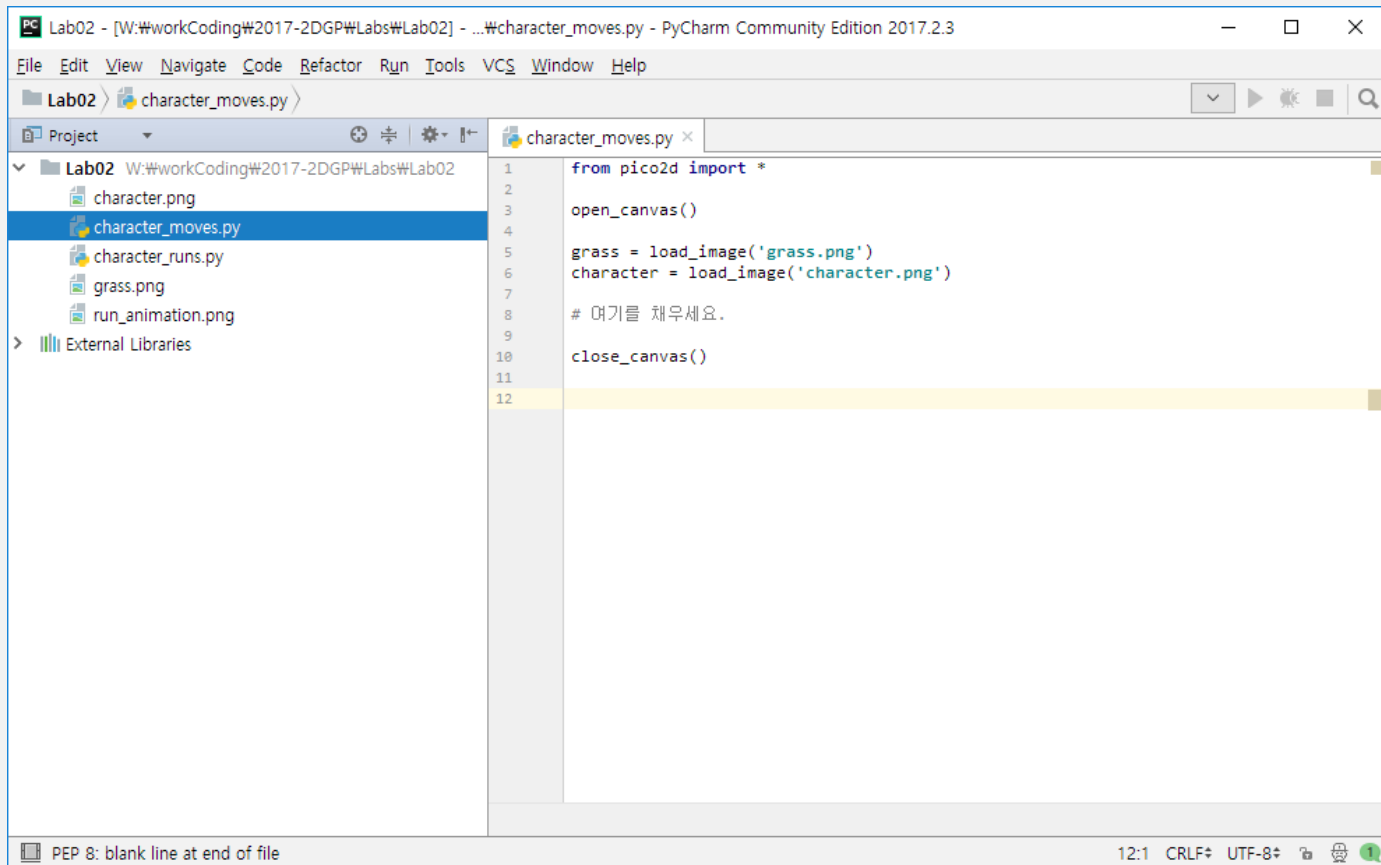 PC Lab02 - [W:₩workCoding₩2017-2DGP₩Labs₩Lab02] - ...₩character_moves.py - PyCharm Community Edition 2017.2.3
File Edit View Navigate Code Refactor Run Tools VCS Window Help
Lab02 character_moves.py
Project
character_moves.py
Lab02 W:₩workCoding₩2017-2DGP₩Labs₩Lab02
character.png
character_moves.py
character_runs.py
grass.png
run_animation.png
External Libraries
1 from pico2d import *
2
3 open_canvas()
4
5 grass = load_image('grass.png')
6 character = load_image('character.png')
7
8 # 여기를 채우세요.
9
10 close_canvas()
11
12
PEP 8: blank line at end of file
12:1 CRLF UTF-8 1